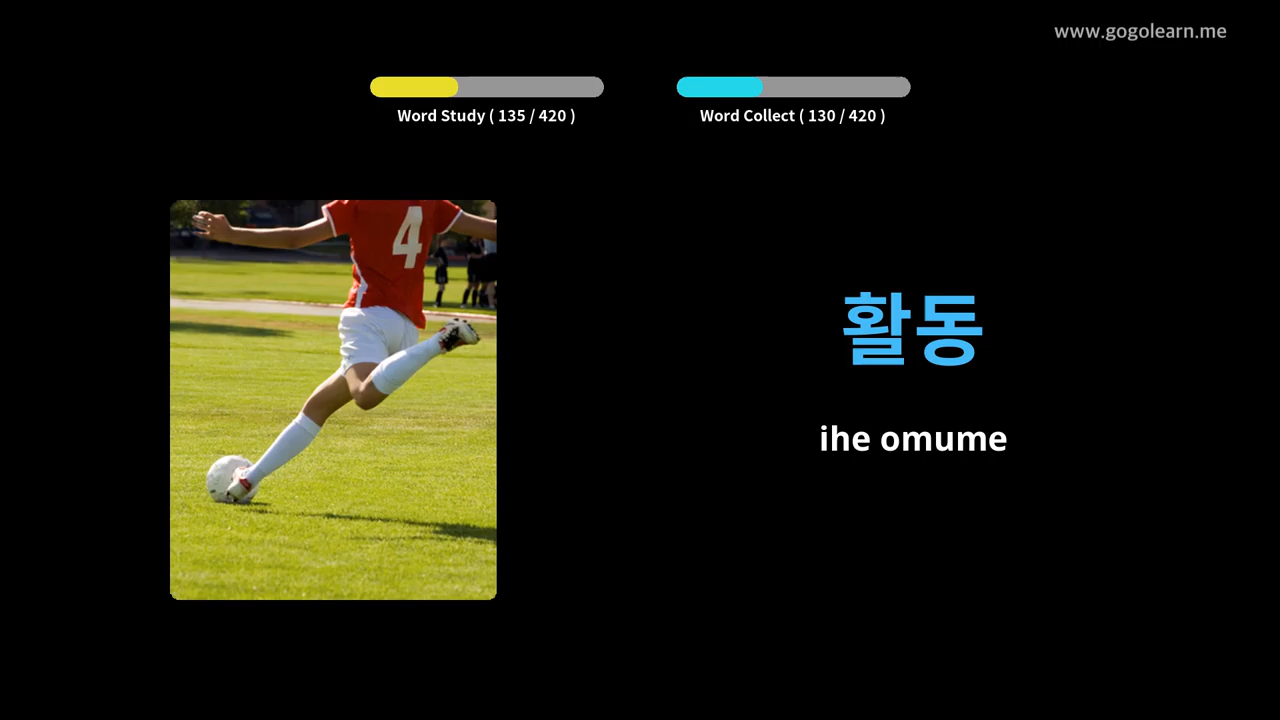 www.gogolearn.me
Word Study ( 135 / 420 )
Word Collect ( 130 / 420 )
4
활동
ihe omume